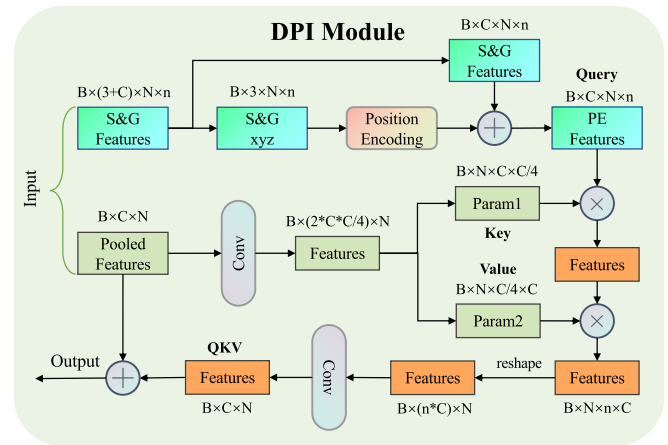 DPI Module
B×C×N×n
S&G
Features
Query
B×(3+C)×N×n
B×3×N×n
B×C×N×n
S&G
Features
S&G
xyz
Position
Encoding
+
PE
Features
Input
B×N×C×C/4
B×C×N
Param1
×
Conv
B×(2*C*C/4)×N
Key
Pooled
Features
Features
Features
Value
B×N×C/4×C
Param2
×
Output
QKV
reshape
+
Features
Conv
Features
Features
B×C×N
B×(n*C)×N
B×N×n×C